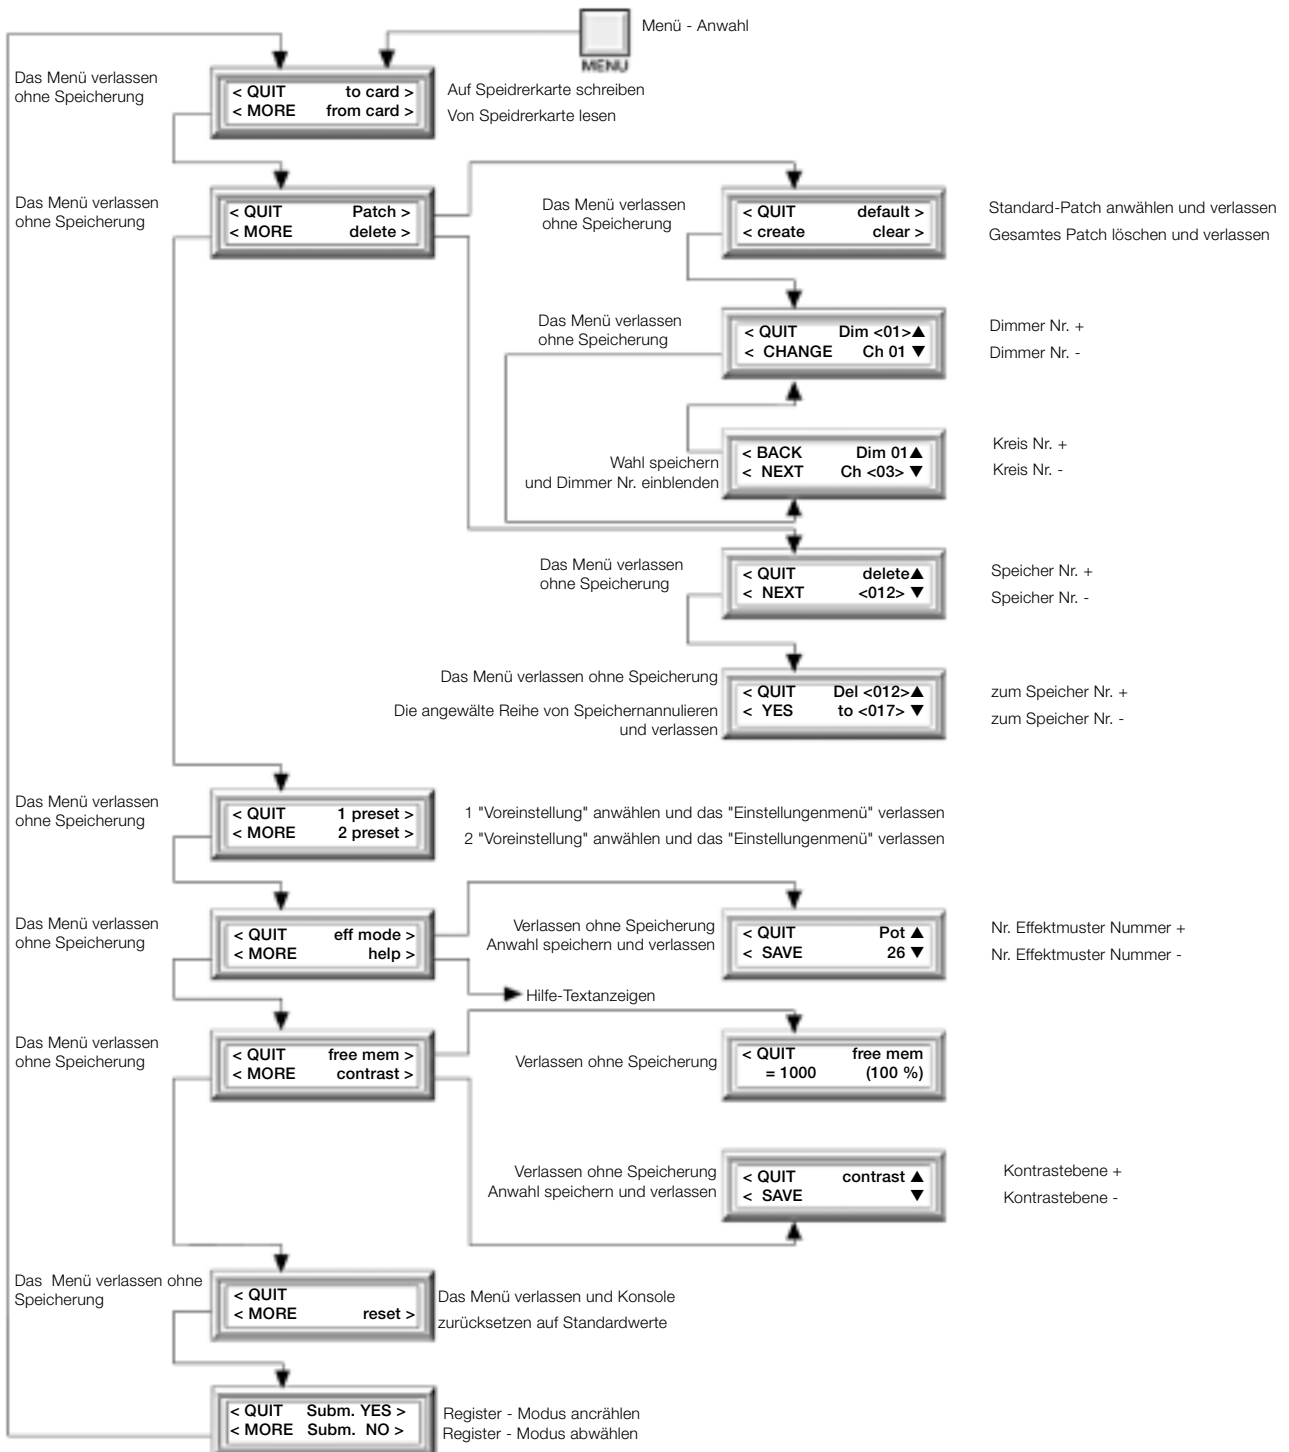 Menü - Anwahl
MENU
Das Menü verlassen
ohne Speicherung
< QUIT to card >
< MORE from card >
Auf Speidrerkarte schreiben
Von Speidrerkarte lesen
Das Menü verlassen
ohne Speicherung
< QUIT Patch >
< MORE delete >
Das Menü verlassen
ohne Speicherung
< QUIT default >
< create clear >
Standard-Patch anwählen und verlassen
Gesamtes Patch löschen und verlassen
Das Menü verlassen
ohne Speicherung
< QUIT Dim <01>▲
< CHANGE Ch 01 ▼
Dimmer Nr. +
Dimmer Nr. -
Wahl speichern
und Dimmer Nr. einblenden
< BACK Dim 01▲
< NEXT Ch <03> ▼
Kreis Nr. +
Kreis Nr. -
Das Menü verlassen
ohne Speicherung
< QUIT delete▲
< NEXT <012> ▼
Speicher Nr. +
Speicher Nr. -
Das Menü verlassen ohne Speicherung
Die angewälte Reihe von Speichernannulieren
und verlassen
< QUIT Del <012>▲
< YES to <017> ▼
zum Speicher Nr. +
zum Speicher Nr. -
Das Menü verlassen
ohne Speicherung
< QUIT 1 preset >
< MORE 2 preset >
1 "Voreinstellung" anwählen und das "Einstellungenmenü" verlassen
2 "Voreinstellung" anwählen und das "Einstellungenmenü" verlassen
Das Menü verlassen
ohne Speicherung
< QUIT eff mode >
< MORE help >
Verlassen ohne Speicherung
Anwahl speichern und verlassen
< QUIT Pot ▲
< SAVE 26 ▼
Nr. Effektmuster Nummer +
Nr. Effektmuster Nummer -
Hilfe-Textanzeigen
Das Menü verlassen
ohne Speicherung
< QUIT free mem >
< MORE contrast >
Verlassen ohne Speicherung
< QUIT free mem
= 1000 (100 %)
Verlassen ohne Speicherung
Anwahl speichern und verlassen
< QUIT contrast ▲
< SAVE ▼
Kontrastebene +
Kontrastebene -
Das Menü verlassen ohne
Speicherung
< QUIT
< MORE reset >
Das Menü verlassen und Konsole
zurücksetzen auf Standardwerte
< QUIT Subm. YES >
< MORE Subm. NO >
Register - Modus ancrählen
Register - Modus abwählen